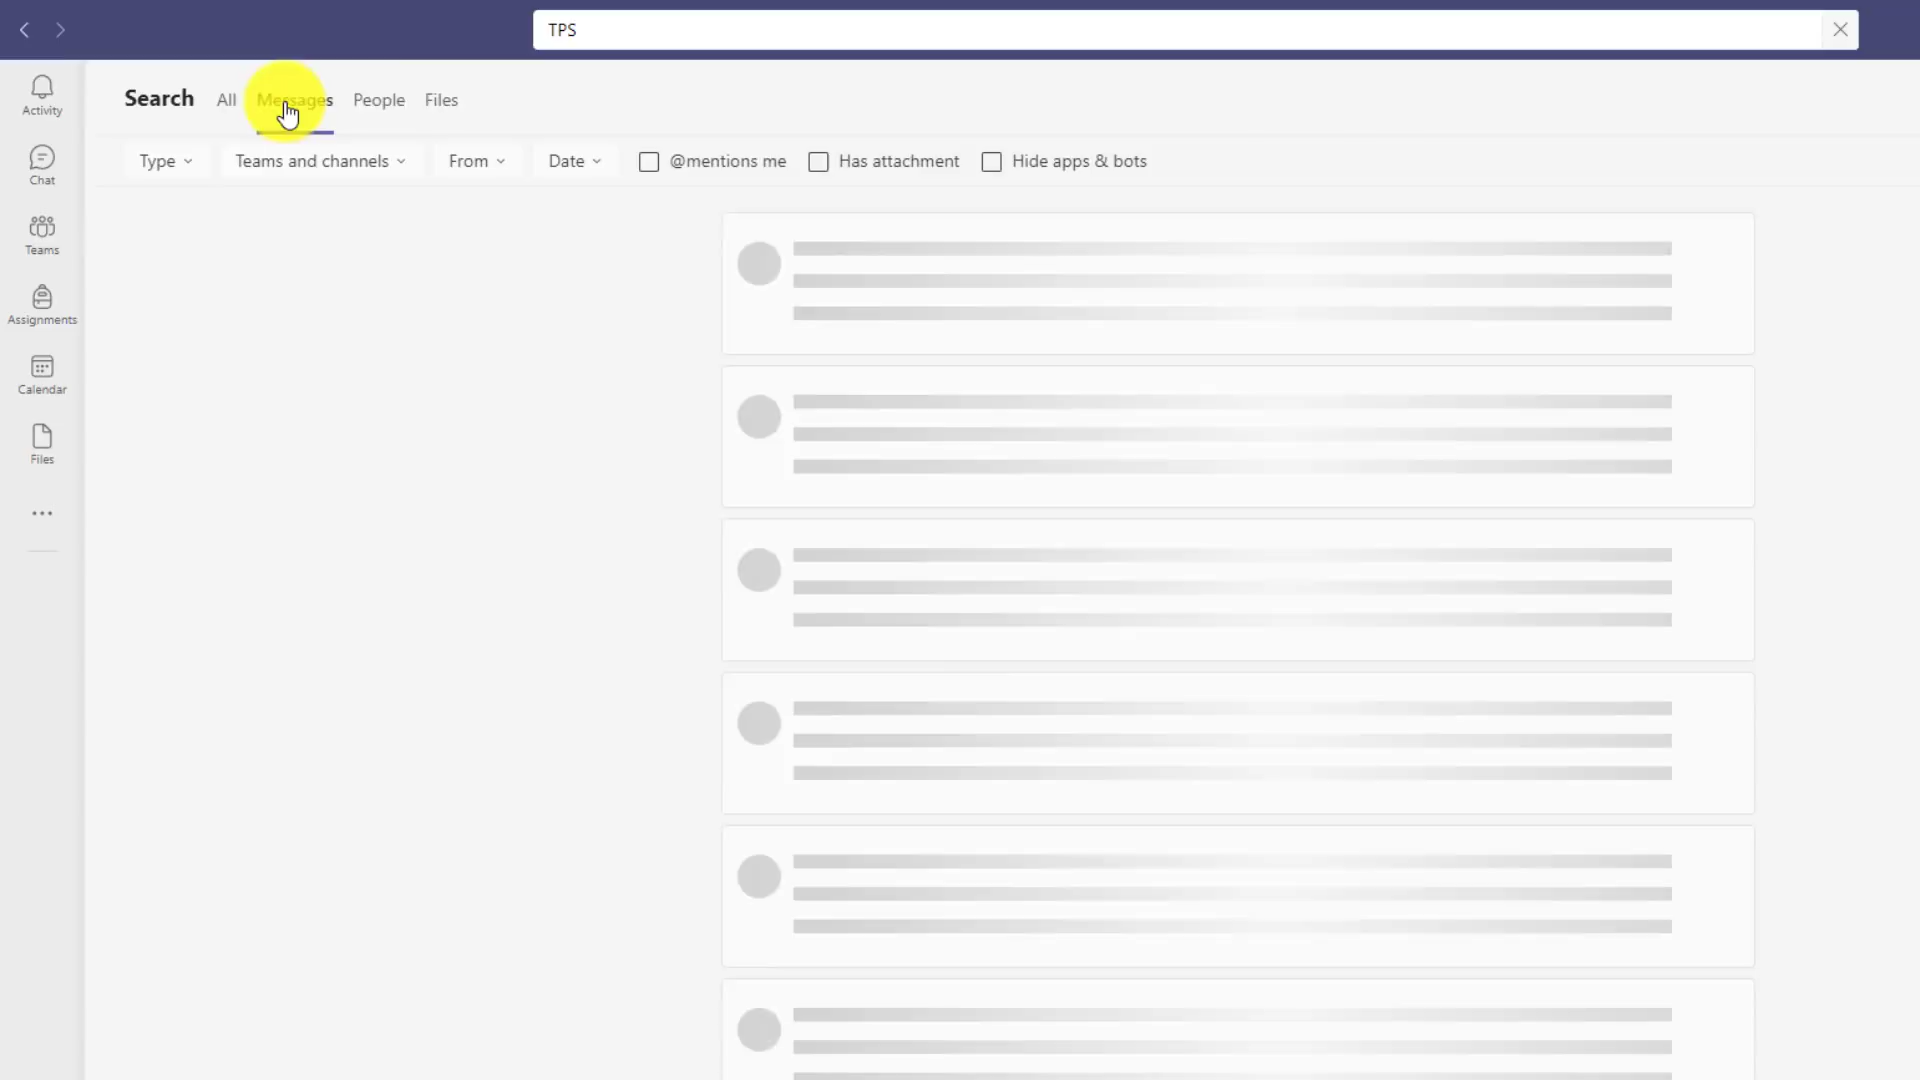 TPS
Search All Messages People Files
Type Teams and channels From Date @mentions me Has attachment Hide apps & bots
Activity
Chat
Teams
Assignments
Calendar
Files